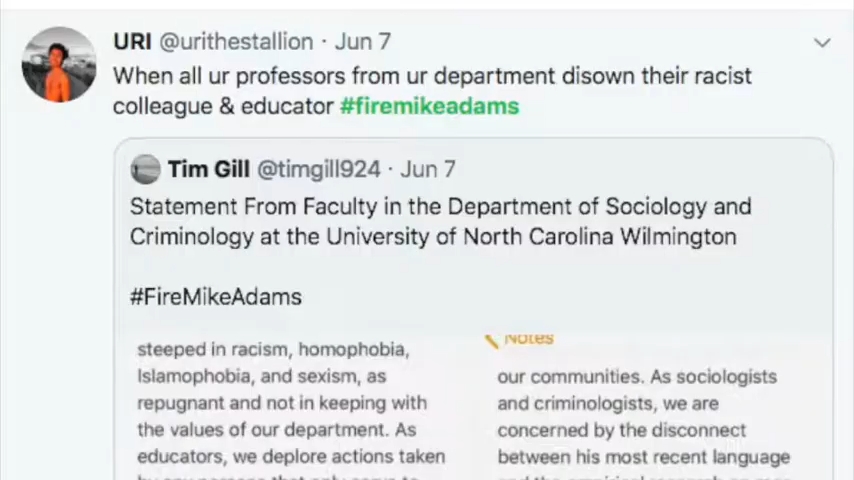 URI @urithestallion · Jun 7
When all ur professors from ur department disown their racist
colleague & educator #firemikeadams
Tim Gill @timgill924 · Jun 7
Statement From Faculty in the Department of Sociology and
Criminology at the University of North Carolina Wilmington
#FireMikeAdams
steeped in racism, homophobia,
Islamophobia, and sexism, as
repugnant and not in keeping with
the values of our department. As
educators, we deplore actions taken
Notes
our communities. As sociologists
and criminologists, we are
concerned by the disconnect
between his most recent language